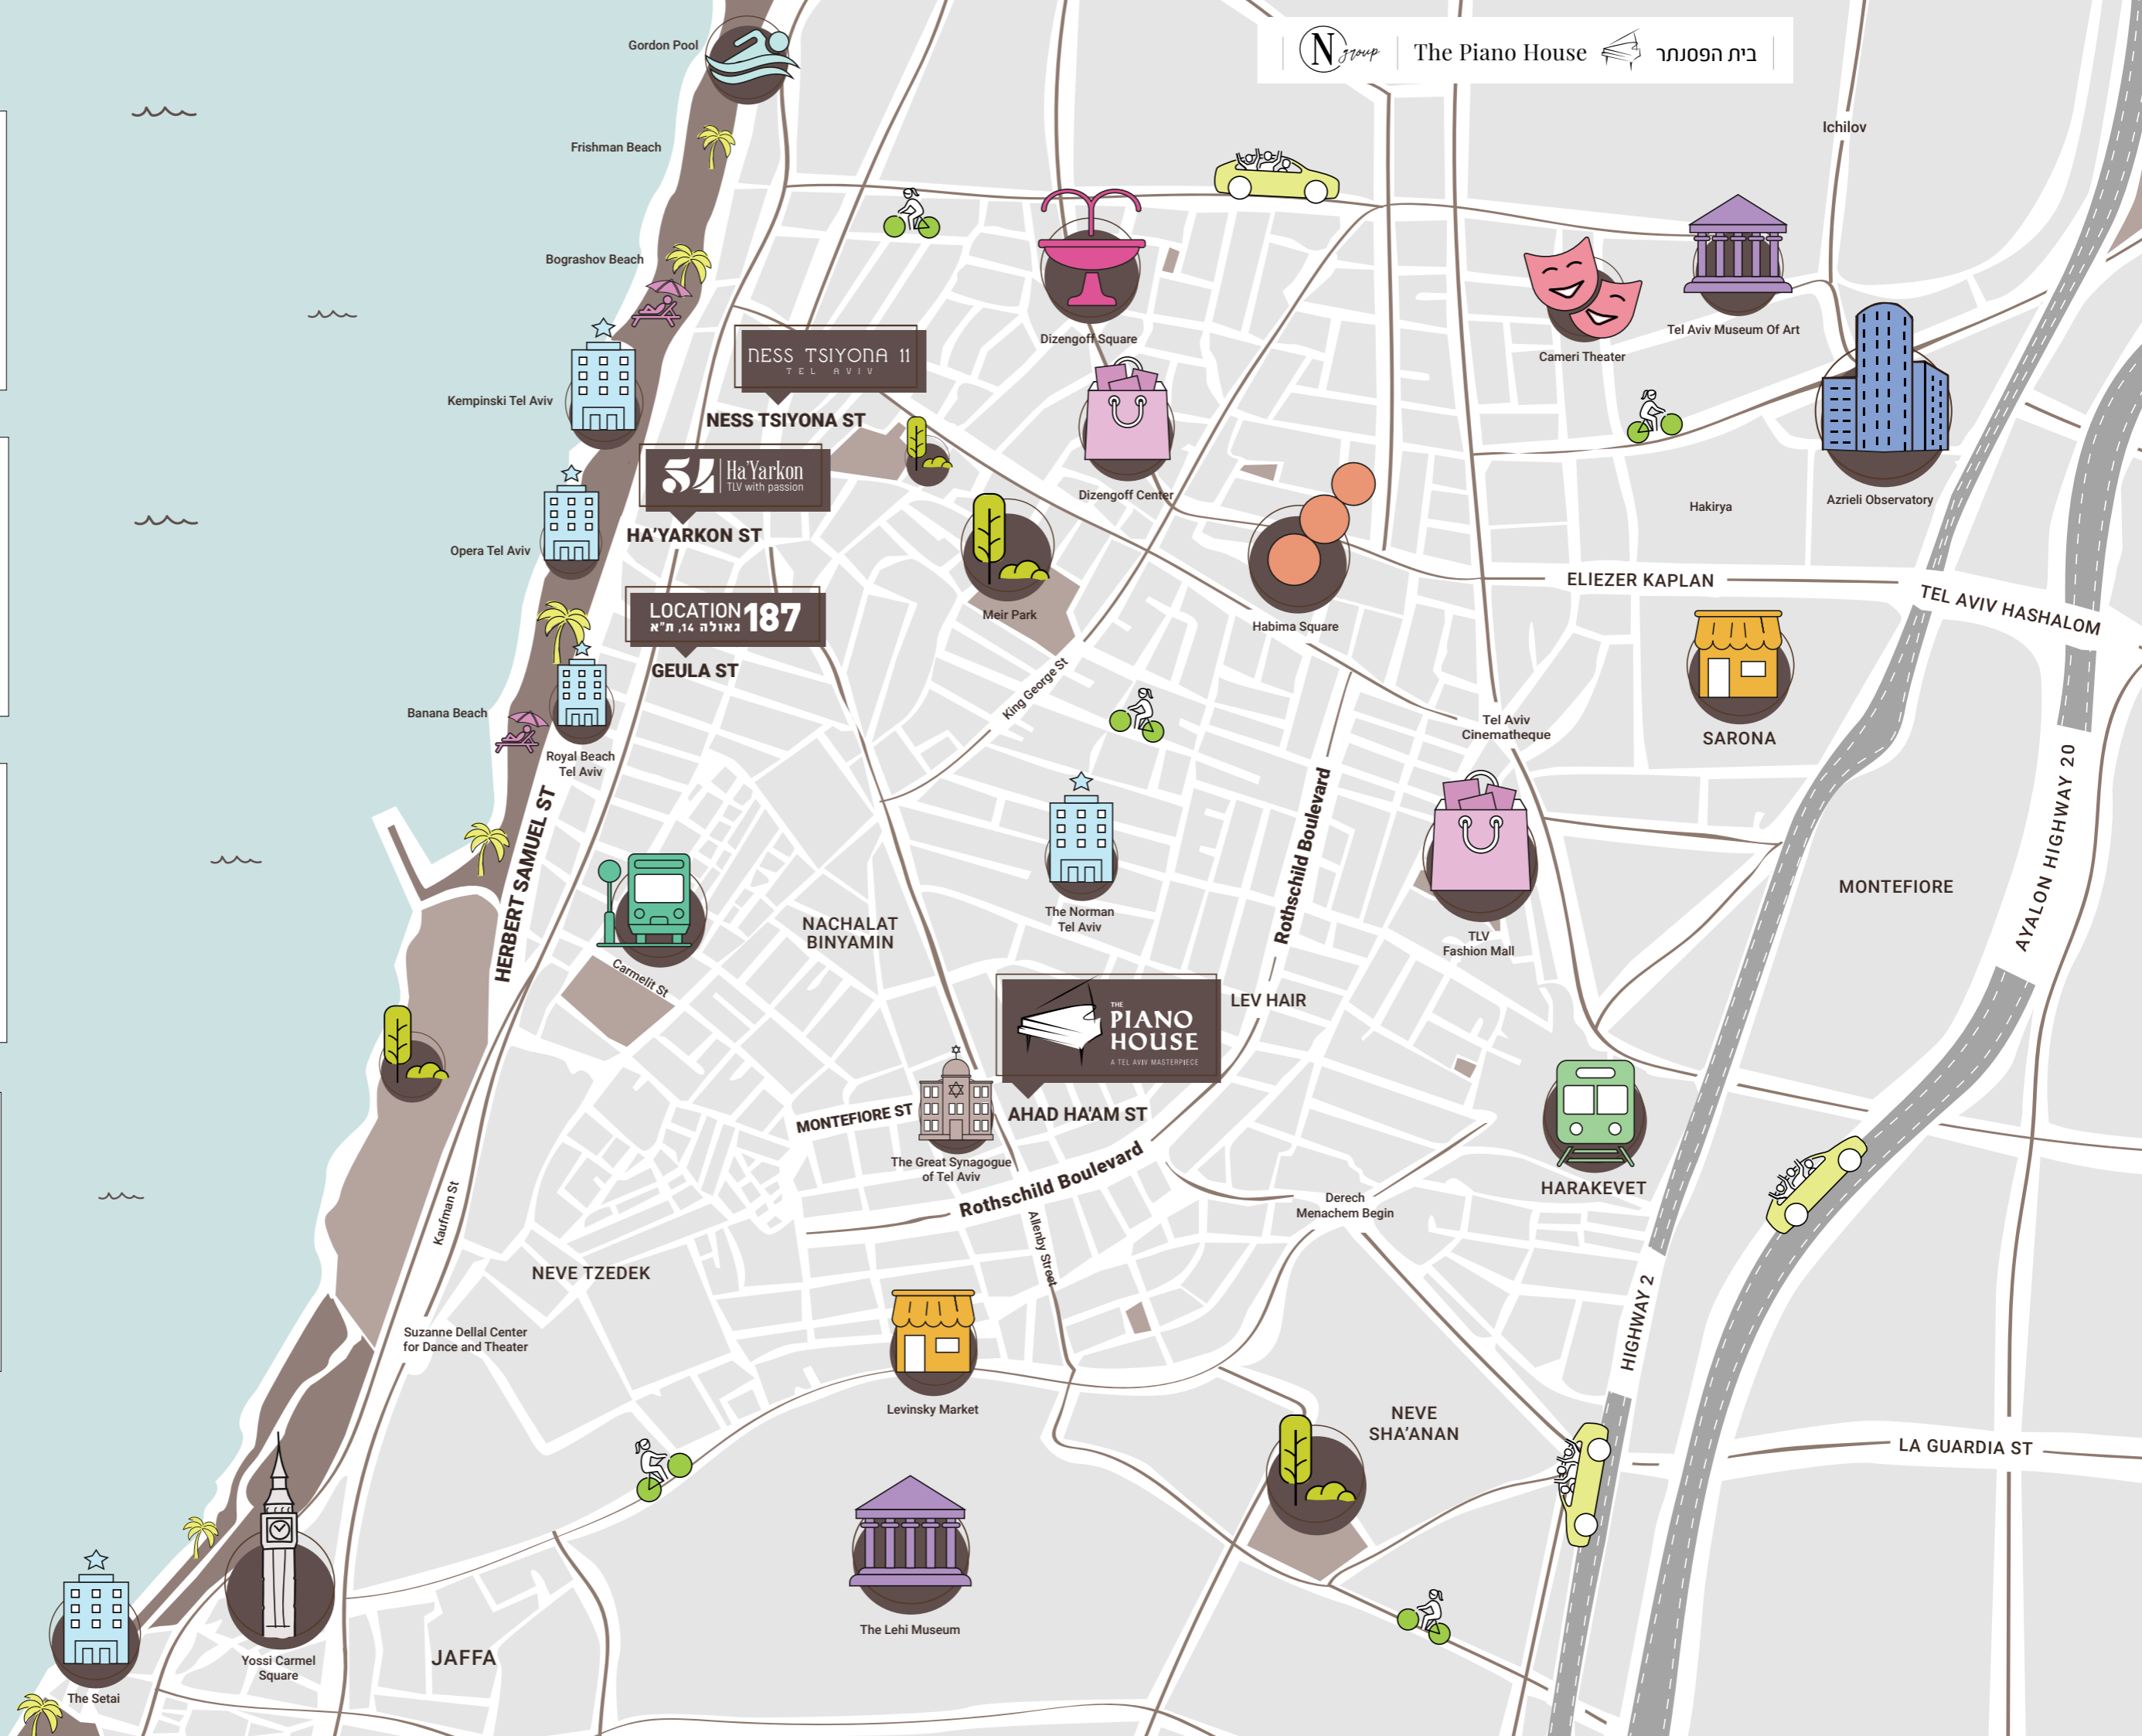 N group
The Piano House
בית הפסנתר
Gordon Pool
Ichilov
Frishman Beach
Bograshov Beach
Dizengoff Square
Tel Aviv Museum Of Art
Cameri Theater
NESS TSIYONA 11
TEL AVIV
NESS TSIYONA ST
Kempinski Tel Aviv
54 Ha'Yarkon
TLV with passion
HA'YARKON ST
Dizengoff Center
Azrieli Observatory
Hakirya
Opera Tel Aviv
ELIEZER KAPLAN
TEL AVIV HASHALOM
LOCATION 187
גאולה 14, ת"א
GEULA ST
Meir Park
Habima Square
King George St
Banana Beach
Royal Beach
Tel Aviv
Tel Aviv
Cinematheque
SARONA
HERBERT SAMUEL ST
Rothschild Boulevard
AYALON HIGHWAY 20
MONTEFIORE
The Norman
Tel Aviv
NACHALAT
BINYAMIN
TLV
Fashion Mall
Carmelit St
THE
PIANO
HOUSE
A TEL AVIV MASTERPIECE
LEV HAIR
AHAD HA'AM ST
MONTEFIORE ST
The Great Synagogue
of Tel Aviv
Rothschild Boulevard
HARAKEVET
Derech
Menachem Begin
Kaufman St
Allenby Street
NEVE TZEDEK
HIGHWAY 2
Suzanne Dellal Center
for Dance and Theater
Levinsky Market
NEVE
SHA'ANAN
LA GUARDIA ST
The Lehi Museum
Yossi Carmel
Square
JAFFA
The Setai